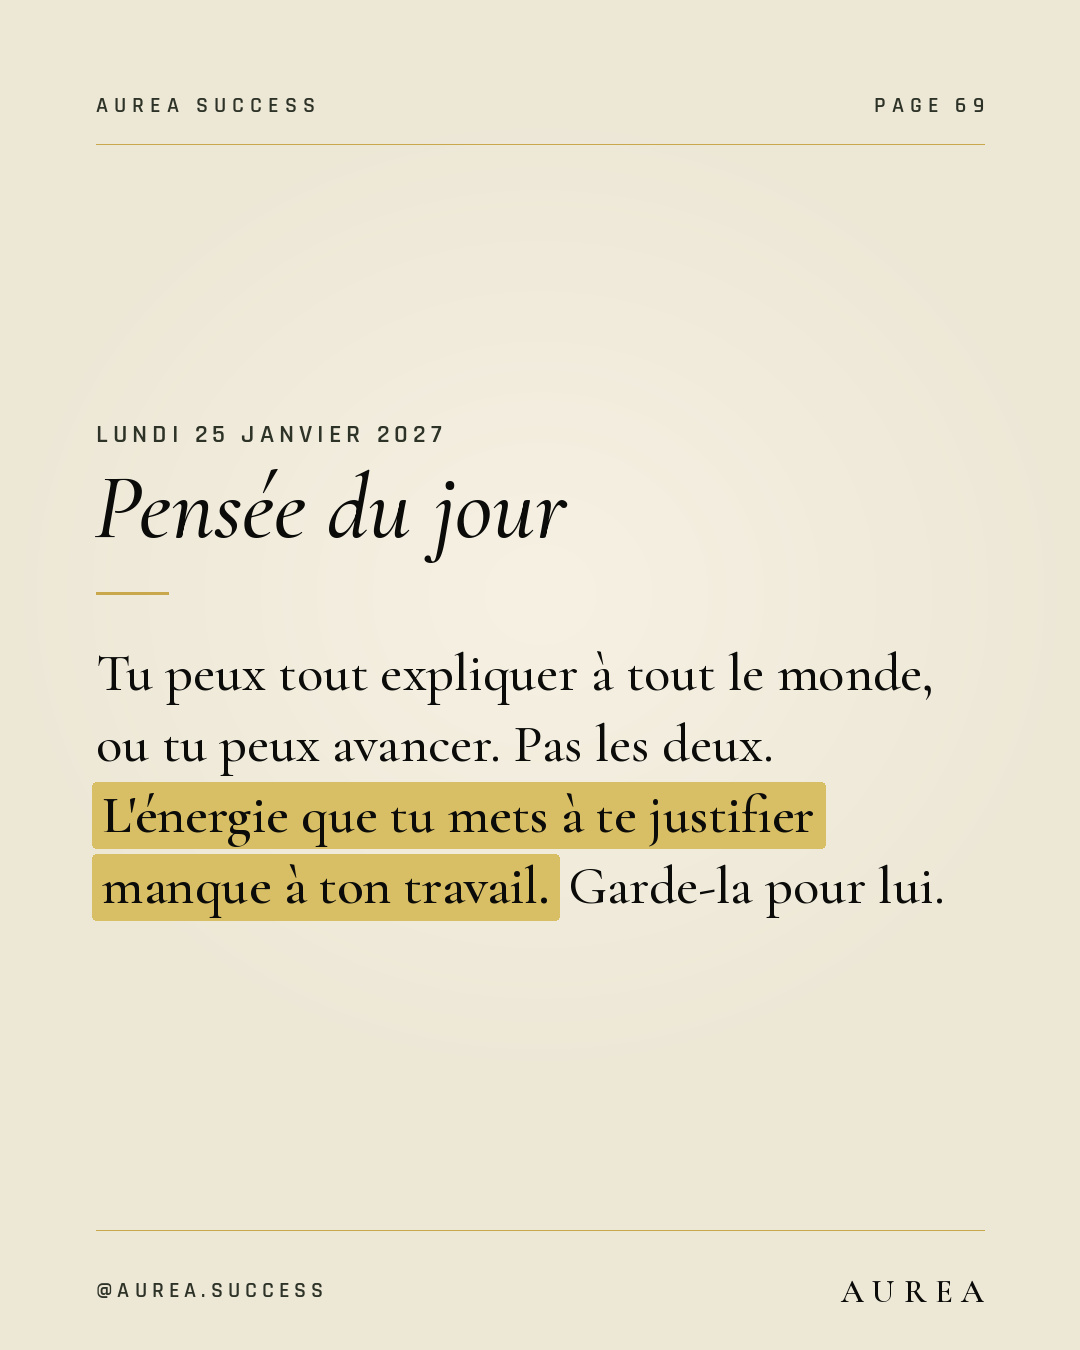 AUREA SUCCESS
PAGE 69
LUNDI 25 JANVIER 2027
Pensée du jour
Tu peux tout expliquer à tout le monde,
ou tu peux avancer. Pas les deux.
L'énergie que tu mets à te justifier
manque à ton travail. Garde-la pour lui.
@AUREA.SUCCESS
AUREA